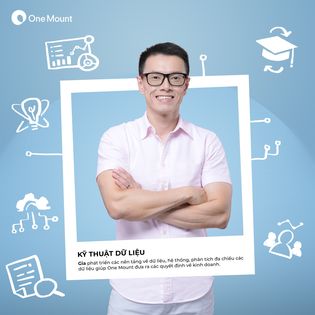 One Mount
KỸ THUẬT DỮ LIỆU
Gia phát triển các nền tảng về dữ liệu, hệ thống, phân tích đa chiều các
dữ liệu giúp One Mount đưa ra các quyết định về kinh doanh.